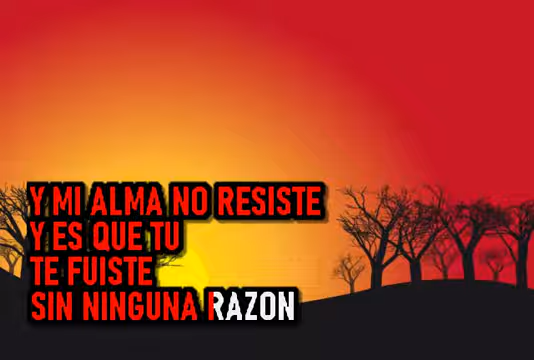 Y MI ALMA NO RESISTE
Y ES QUE TU
TE FUISTE
SIN NINGUNA RAZON